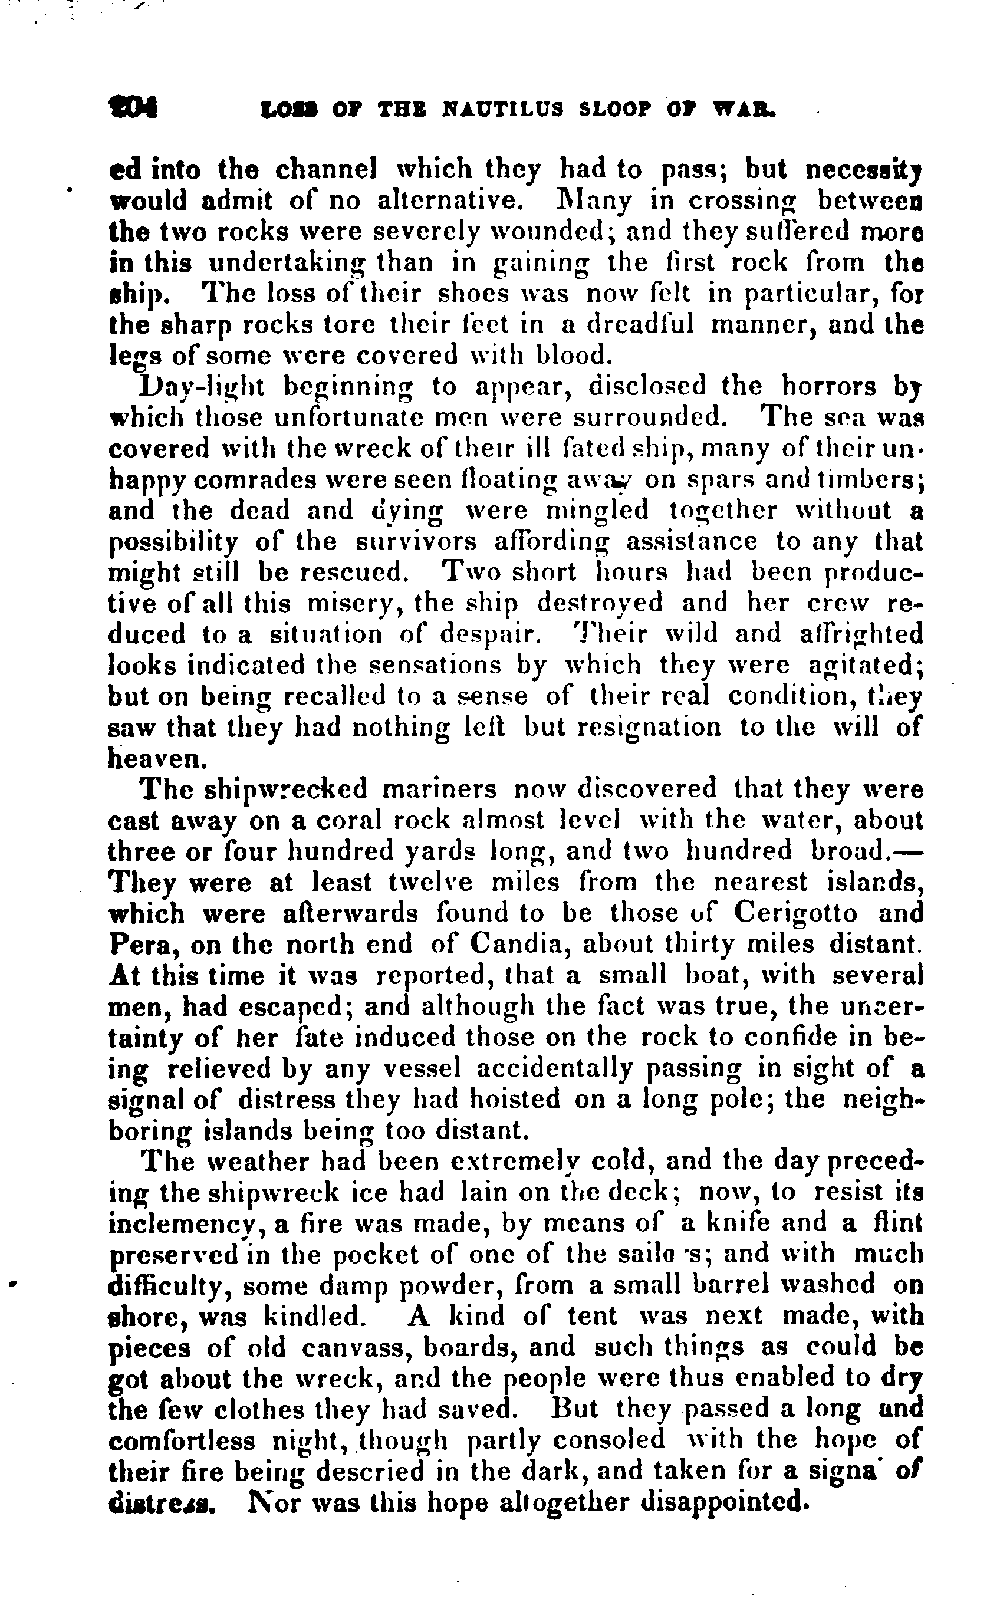 204 LOSS OF THE NAUTILUS SLOOP OF WAR.
ed into the channel which they had to pass; but necessity
would admit of no alternative. Many in crossing between
the two rocks were severely wounded; and they suffered more
in this undertaking than in gaining the first rock from the
ship. The loss of their shoes was now felt in particular, for
the sharp rocks tore their feet in a dreadful manner, and the
legs of some were covered with blood.
Day-light beginning to appear, disclosed the horrors by
which those unfortunate men were surrounded. The sea was
covered with the wreck of their ill fated ship, many of their un-
happy comrades were seen floating away on spars and timbers;
and the dead and dying were mingled together without a
possibility of the survivors affording assistance to any that
might still be rescued. Two short hours had been produc-
tive of all this misery, the ship destroyed and her crew re-
duced to a situation of despair. Their wild and affrighted
looks indicated the sensations by which they were agitated;
but on being recalled to a sense of their real condition, they
saw that they had nothing left but resignation to the will of
heaven.
The shipwrecked mariners now discovered that they were
cast away on a coral rock almost level with the water, about
three or four hundred yards long, and two hundred broad.—
They were at least twelve miles from the nearest islands,
which were afterwards found to be those of Cerigotto and
Pera, on the north end of Candia, about thirty miles distant.
At this time it was reported, that a small boat, with several
men, had escaped; and although the fact was true, the uncer-
tainty of her fate induced those on the rock to confide in be-
ing relieved by any vessel accidentally passing in sight of a
signal of distress they had hoisted on a long pole; the neigh-
boring islands being too distant.
The weather had been extremely cold, and the day preced-
ing the shipwreck ice had lain on the deck; now, to resist its
inclemency, a fire was made, by means of a knife and a flint
preserved in the pocket of one of the sailors; and with much
difficulty, some damp powder, from a small barrel washed on
shore, was kindled. A kind of tent was next made, with
pieces of old canvass, boards, and such things as could be
got about the wreck, and the people were thus enabled to dry
the few clothes they had saved. But they passed a long and
comfortless night, though partly consoled with the hope of
their fire being descried in the dark, and taken for a signal of
distress. Nor was this hope altogether disappointed.